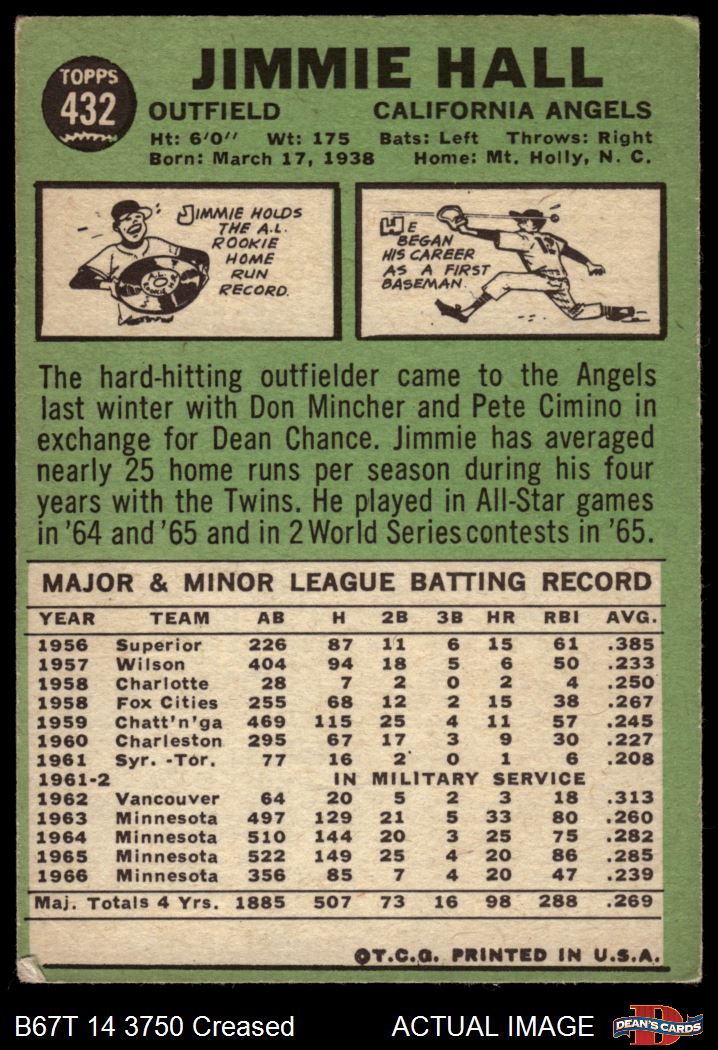 TOPPS
432
JIMMIE HALL
OUTFIELD CALIFORNIA ANGELS
Ht: 6'0" Wt: 175 Bats: Left Throws: Right
Born: March 17, 1938 Home: Mt. Holly, N. C.
JIMMIE HOLDS
THE A.L.
ROOKIE
HOME
RUN
RECORD.
HE
BEGAN
HIS CAREER
AS A FIRST
BASEMAN.
The hard-hitting outfielder came to the Angels
last winter with Don Mincher and Pete Cimino in
exchange for Dean Chance. Jimmie has averaged
nearly 25 home runs per season during his four
years with the Twins. He played in All-Star games
in '64 and '65 and in 2 World Series contests in '65.
MAJOR & MINOR LEAGUE BATTING RECORD
YEAR TEAM AB H 2B 3B HR RBI AVG.
1956 Superior 226 87 11 6 15 61 .385
1957 Wilson 404 94 18 5 6 50 .233
1958 Charlotte 28 7 2 0 2 4 .250
1958 Fox Cities 255 68 12 2 15 38 .267
1959 Chatt'n'ga 469 115 25 4 11 57 .245
1960 Charleston 295 67 17 3 9 30 .227
1961 Syr. -Tor. 77 16 2 0 1 6 .208
1961-2 IN MILITARY SERVICE
1962 Vancouver 64 20 5 2 3 18 .313
1963 Minnesota 497 129 21 5 33 80 .260
1964 Minnesota 510 144 20 3 25 75 .282
1965 Minnesota 522 149 25 4 20 86 .285
1966 Minnesota 356 85 7 4 20 47 .239
Maj. Totals 4 Yrs. 1885 507 73 16 98 288 .269
©T.C.G. PRINTED IN U.S.A.
B67T 14 3750 Creased ACTUAL IMAGE
DEAN'S CARDS